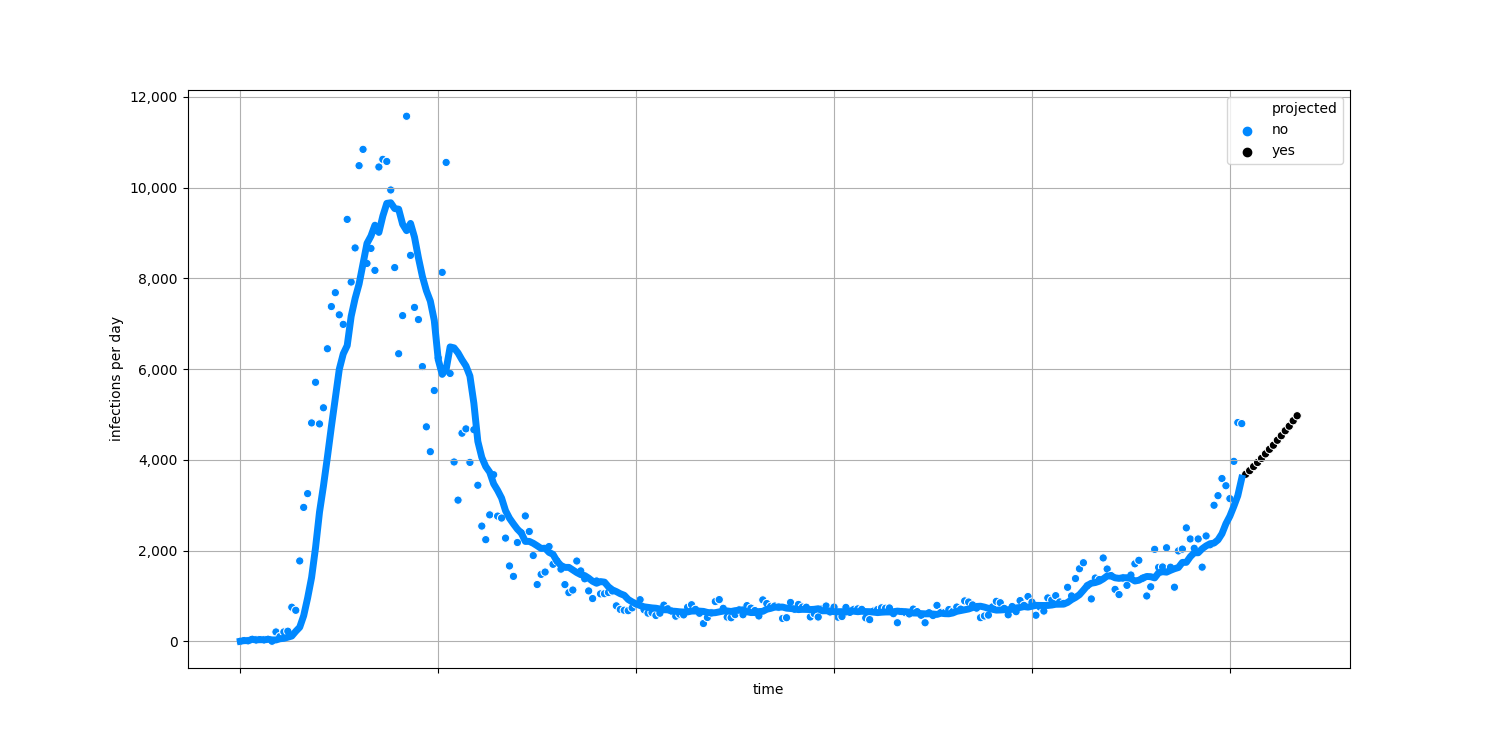 12,000
10,000
8,000
6,000
4,000
2,000
0
infections per day
time
projected
no
yes